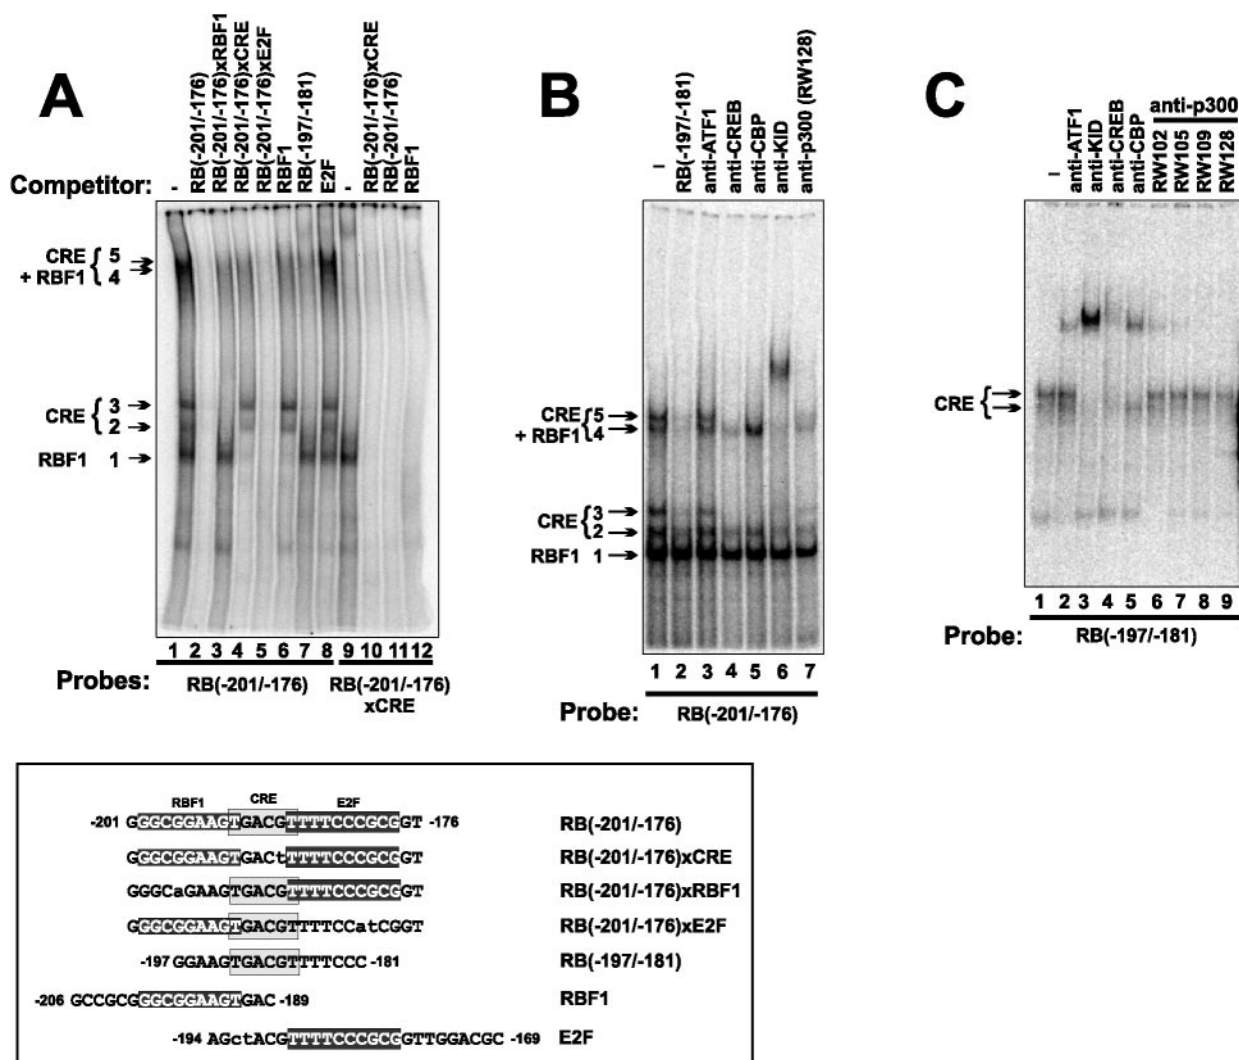 A
Competitor:
-
RB(-201/-176)
RB(-201/-176)xRBF1
RB(-201/-176)xCRE
RB(-201/-176)xE2F
RBF1
RB(-197/-181)
E2F
-
RB(-201/-176)xCRE
RB(-201/-176)
RBF1
CRE 5
+ RBF1 4
CRE 3
2
RBF1 1
1 2 3 4 5 6 7 8 9 10 11 12
Probes: RB(-201/-176) RB(-201/-176)
xCRE
B
–
RB(-197/-181)
anti-ATF1
anti-CREB
anti-CBP
anti-KID
anti-p300 (RW128)
CRE 5
+ RBF1 4
CRE 3
2
RBF1 1
1 2 3 4 5 6 7
Probe: RB(-201/-176)
C
anti-p300
–
anti-ATF1
anti-KID
anti-CREB
anti-CBP
RW102
RW105
RW109
RW128
CRE
1 2 3 4 5 6 7 8 9
Probe: RB(-197/-181)
RBF1 CRE E2F
-201 GGGCGGAAGTGACGTTTTCCCGCGGT -176 RB(-201/-176)
GGGCGGAAGTGACtTTTTCCCGCGGT RB(-201/-176)xCRE
GGGCaGAAGTGACGTTTTCCCGCGGT RB(-201/-176)xRBF1
GGGCGGAAGTGACGTTTTCCatCGGT RB(-201/-176)xE2F
-197 GGAAGTGACGTTTTCCC -181 RB(-197/-181)
-206 GCCGCGGGCGGAAGTGAC -189 RBF1
-194 AGctACGTTTTCCCGCGGTTGGACGC -169 E2F